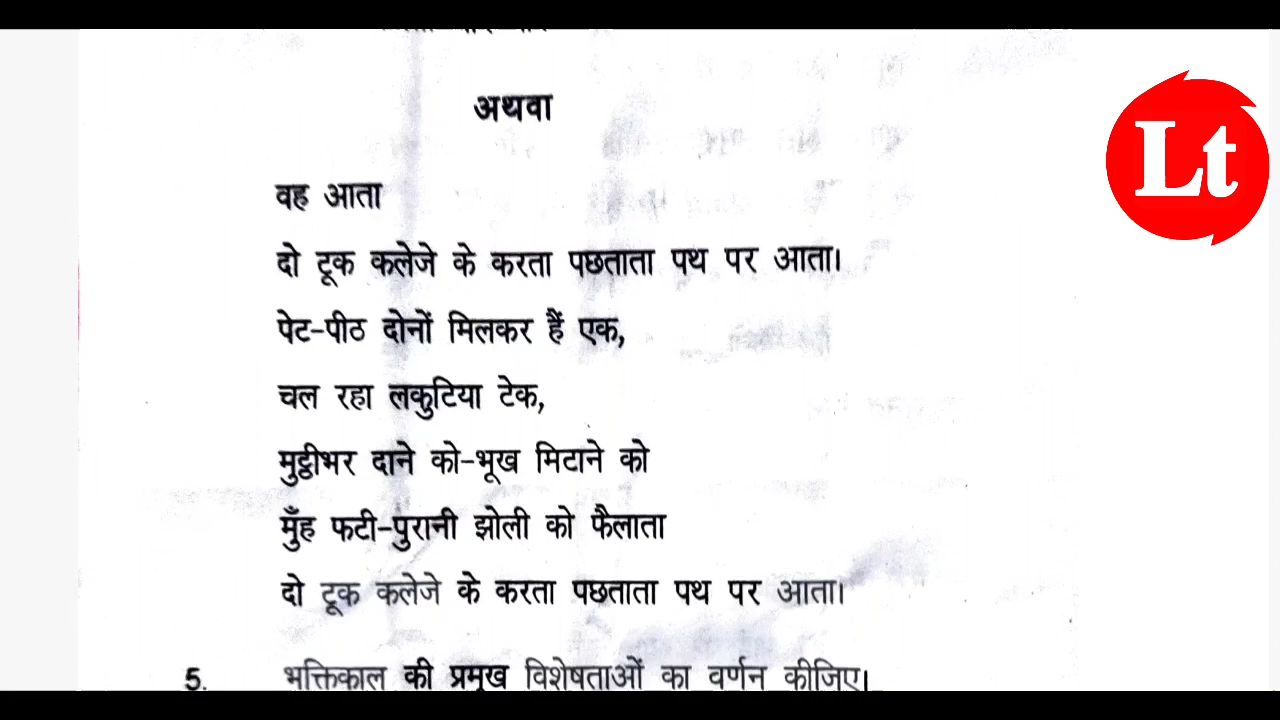 अथवा
Lt
वह आता
दो टूक कलेजे के करता पछताता पथ पर आता।
पेट-पीठ दोनों मिलकर हैं एक,
चल रहा लकुटिया टेक,
मुट्ठीभर दाने को-भूख मिटाने को
मुँह फटी-पुरानी झोली को फैलाता
दो टूक कलेजे के करता पछताता पथ पर आता।
5. भक्तिकाल की प्रमुख विशेषताओं का वर्णन कीजिए।